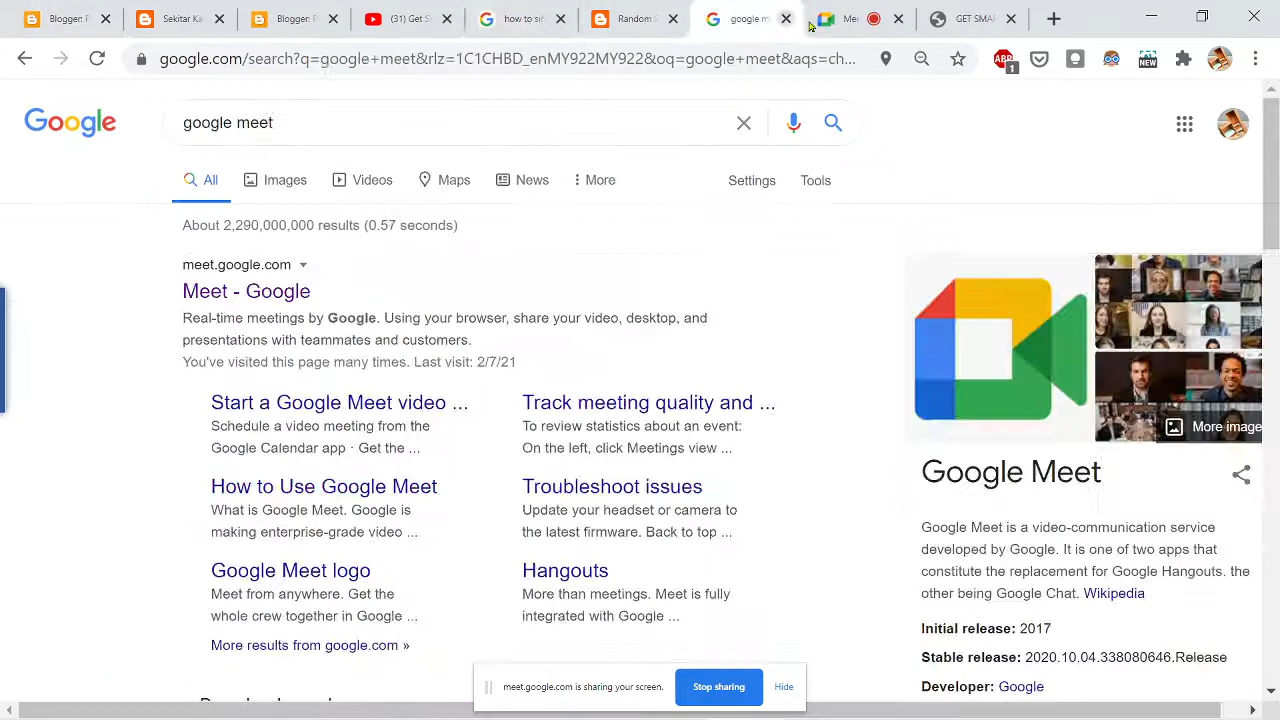 Blogger: P
Sekitar Ka
Blogger: P
(31) Get S
how to sir
Random S
google m
Mee
GET SMA
google.com/search?q=google+meet&rlz=1C1CHBD_enMY922MY922&oq=google+meet&aqs=ch...
ABP
1
NEW
Google
google meet
All
Images
Videos
Maps
News
More
Settings
Tools
About 2,290,000,000 results (0.57 seconds)
meet.google.com
Meet - Google
Real-time meetings by Google. Using your browser, share your video, desktop, and
presentations with teammates and customers.
You've visited this page many times. Last visit: 2/7/21
Start a Google Meet video ...
Schedule a video meeting from the
Google Calendar app · Get the ...
Track meeting quality and ...
To review statistics about an event:
On the left, click Meetings view ...
How to Use Google Meet
What is Google Meet. Google is
making enterprise-grade video ...
Troubleshoot issues
Update your headset or camera to
the latest firmware. Back to top ...
Google Meet logo
Meet from anywhere. Get the
whole crew together in Google ...
Hangouts
More than meetings. Meet is fully
integrated with Google ...
More results from google.com »
More image
Google Meet
Google Meet is a video-communication service
developed by Google. It is one of two apps that
constitute the replacement for Google Hangouts. the
other being Google Chat. Wikipedia
Initial release: 2017
Stable release: 2020.10.04.338080646.Release
Developer: Google
meet.google.com is sharing your screen.
Stop sharing
Hide